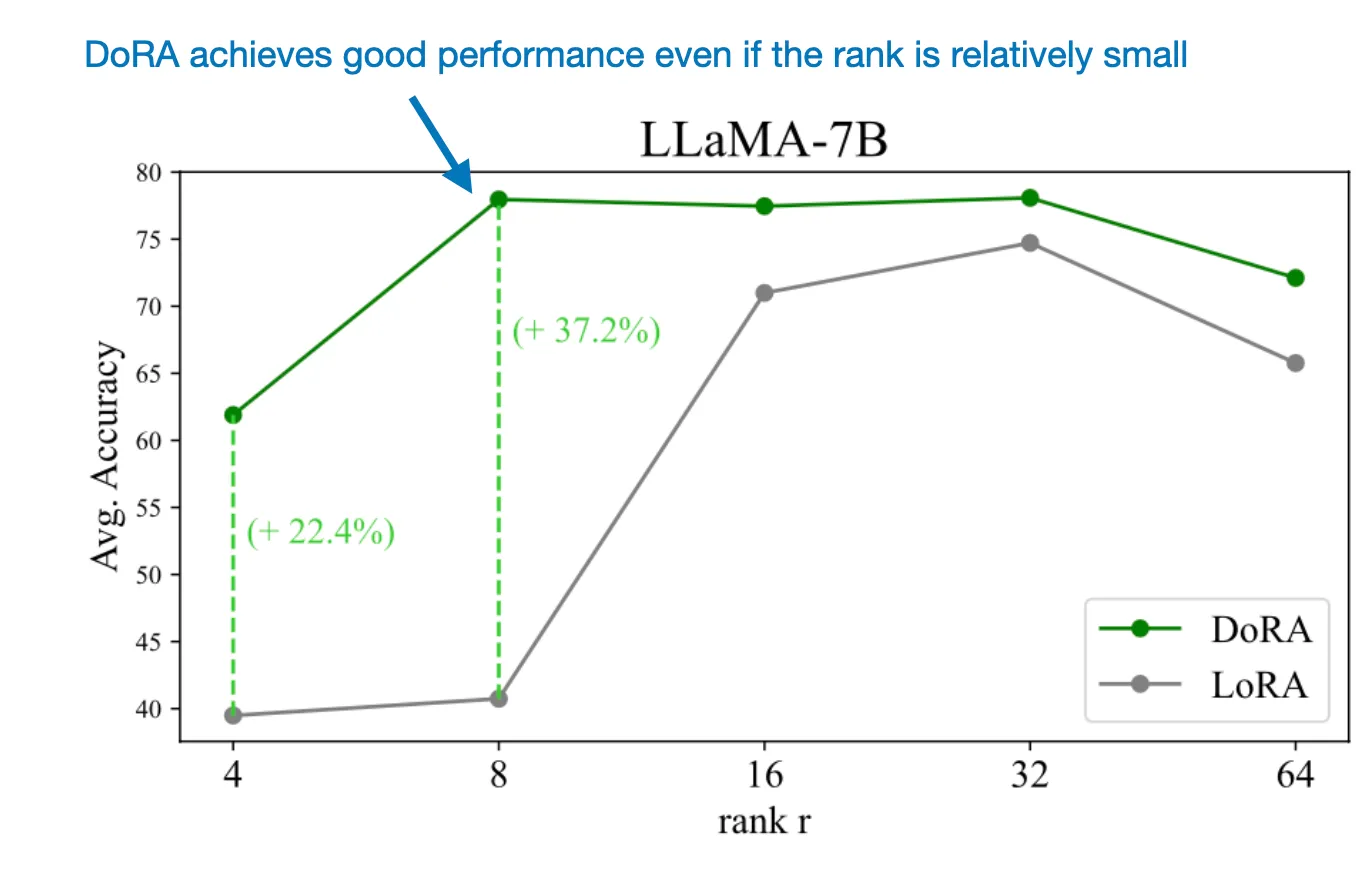 DoRA achieves good performance even if the rank is relatively small
LLaMA-7B
80
75
70
65
60
55
50
45
40
Avg. Accuracy
(+ 37.2%)
(+ 22.4%)
DoRA
LoRA
4 8 16 32 64
rank r